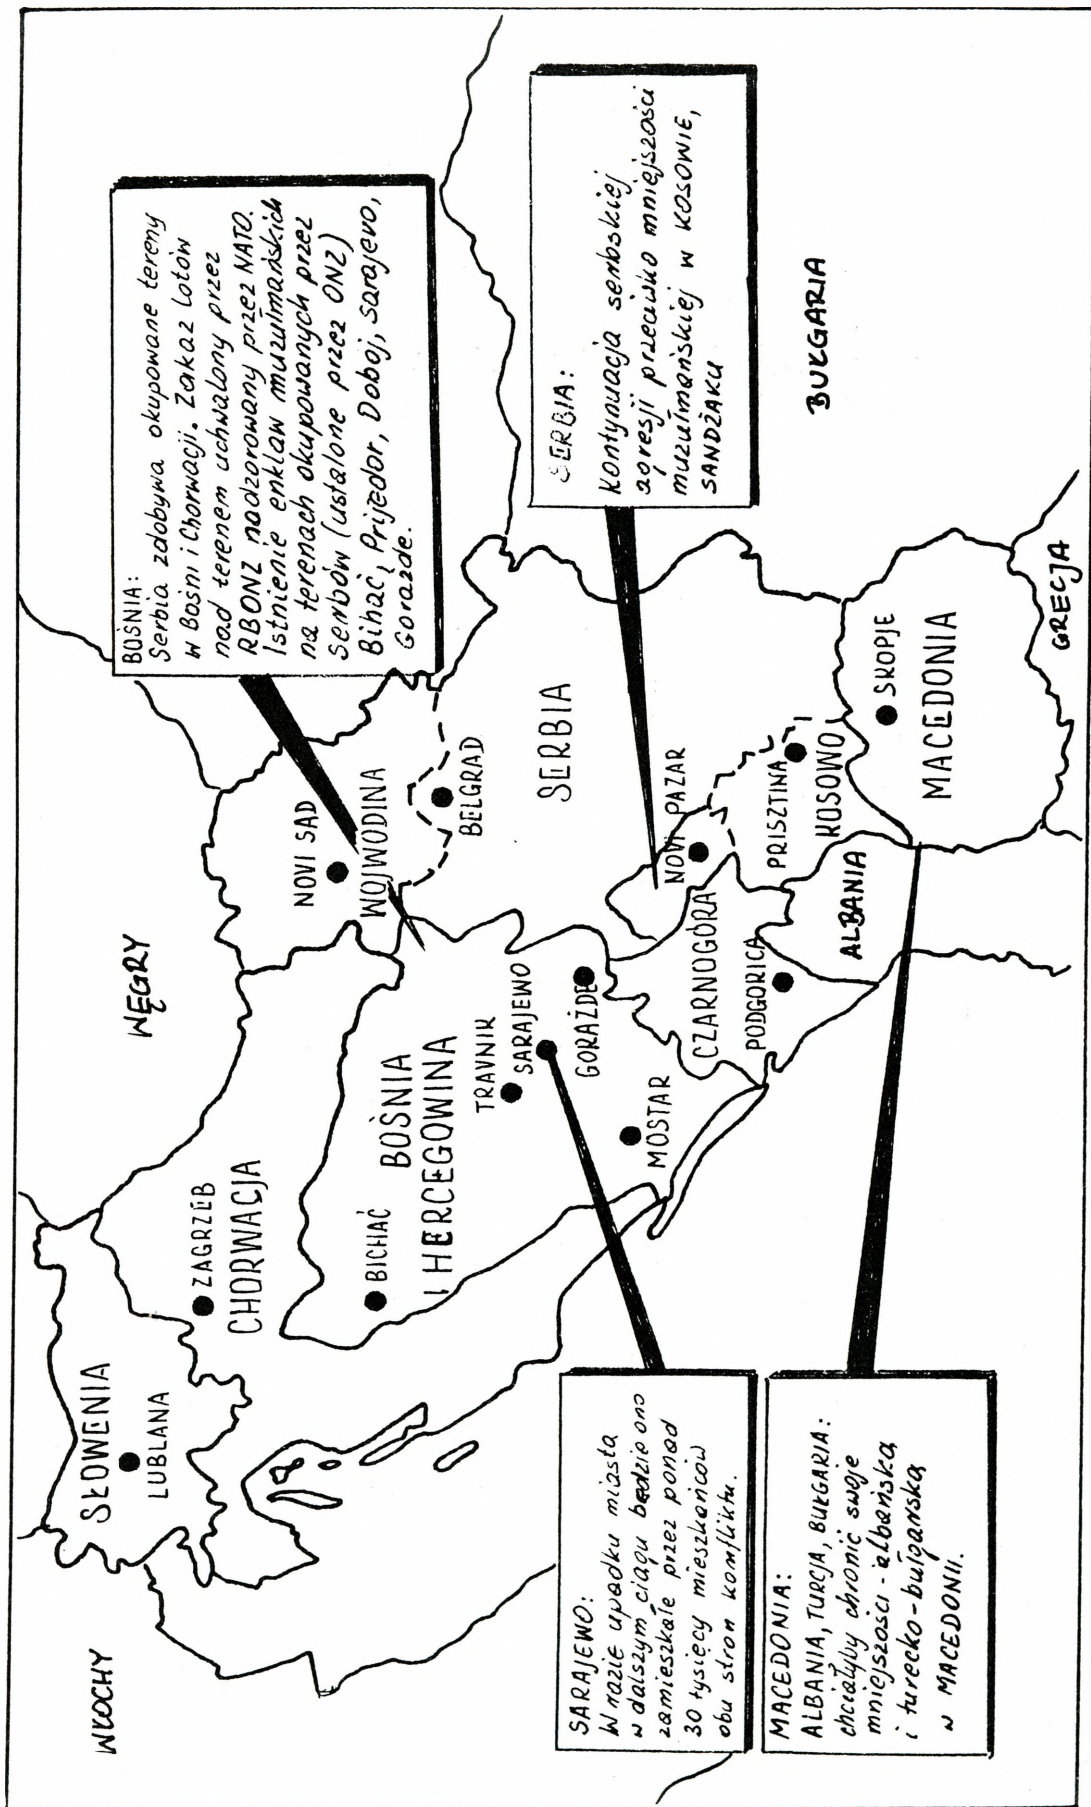 WŁOCHY
SŁOWENIA
LUBLANA
ZAGRZEB
CHORWACJA
WĘGRY
NOVI SAD
WOJWODINA
BELGRAD
BICHAĆ
BOŚNIA
I HERCEGOWINA
TRAVNIK
SARAJEWO
GORAŻDE
MOSTAR
SERBIA
NOVI PAZAR
CZARNOGÓRA
PODGORICA
PRISZTINA
KOSOWO
ALBANIA
SKOPJE
MACEDONIA
GRECJA
BUŁGARIA
BOŚNIA:
Serbia zdobywa okupowane tereny
w Bośni i Chorwacji. Zakaz lotów
nad terenem uchwalony przez
RBONZ nadzorowany przez NATO.
Istnienie enklaw muzułmańskich
na terenach okupowanych przez
Serbów (ustalone przez ONZ)
Bihać, Prijedor, Doboj, Sarajevo,
Gorazde.
SERBIA:
Kontynuacja serbskiej
agresji przeciwko mniejszości
muzułmańskiej w KOSOWIE,
SANDŻAKU
SARAJEWO:
W razie upadku miasta
w dalszym ciągu będzie ono
zamieszkałe przez ponad
30 tysięcy mieszkańców
obu stron konfliktu.
MACEDONIA:
ALBANIA, TURCJA, BUŁGARIA:
chciałyby chronić swoje
mniejszości - albańską
i turecko-bułgarską
w MACEDONII.